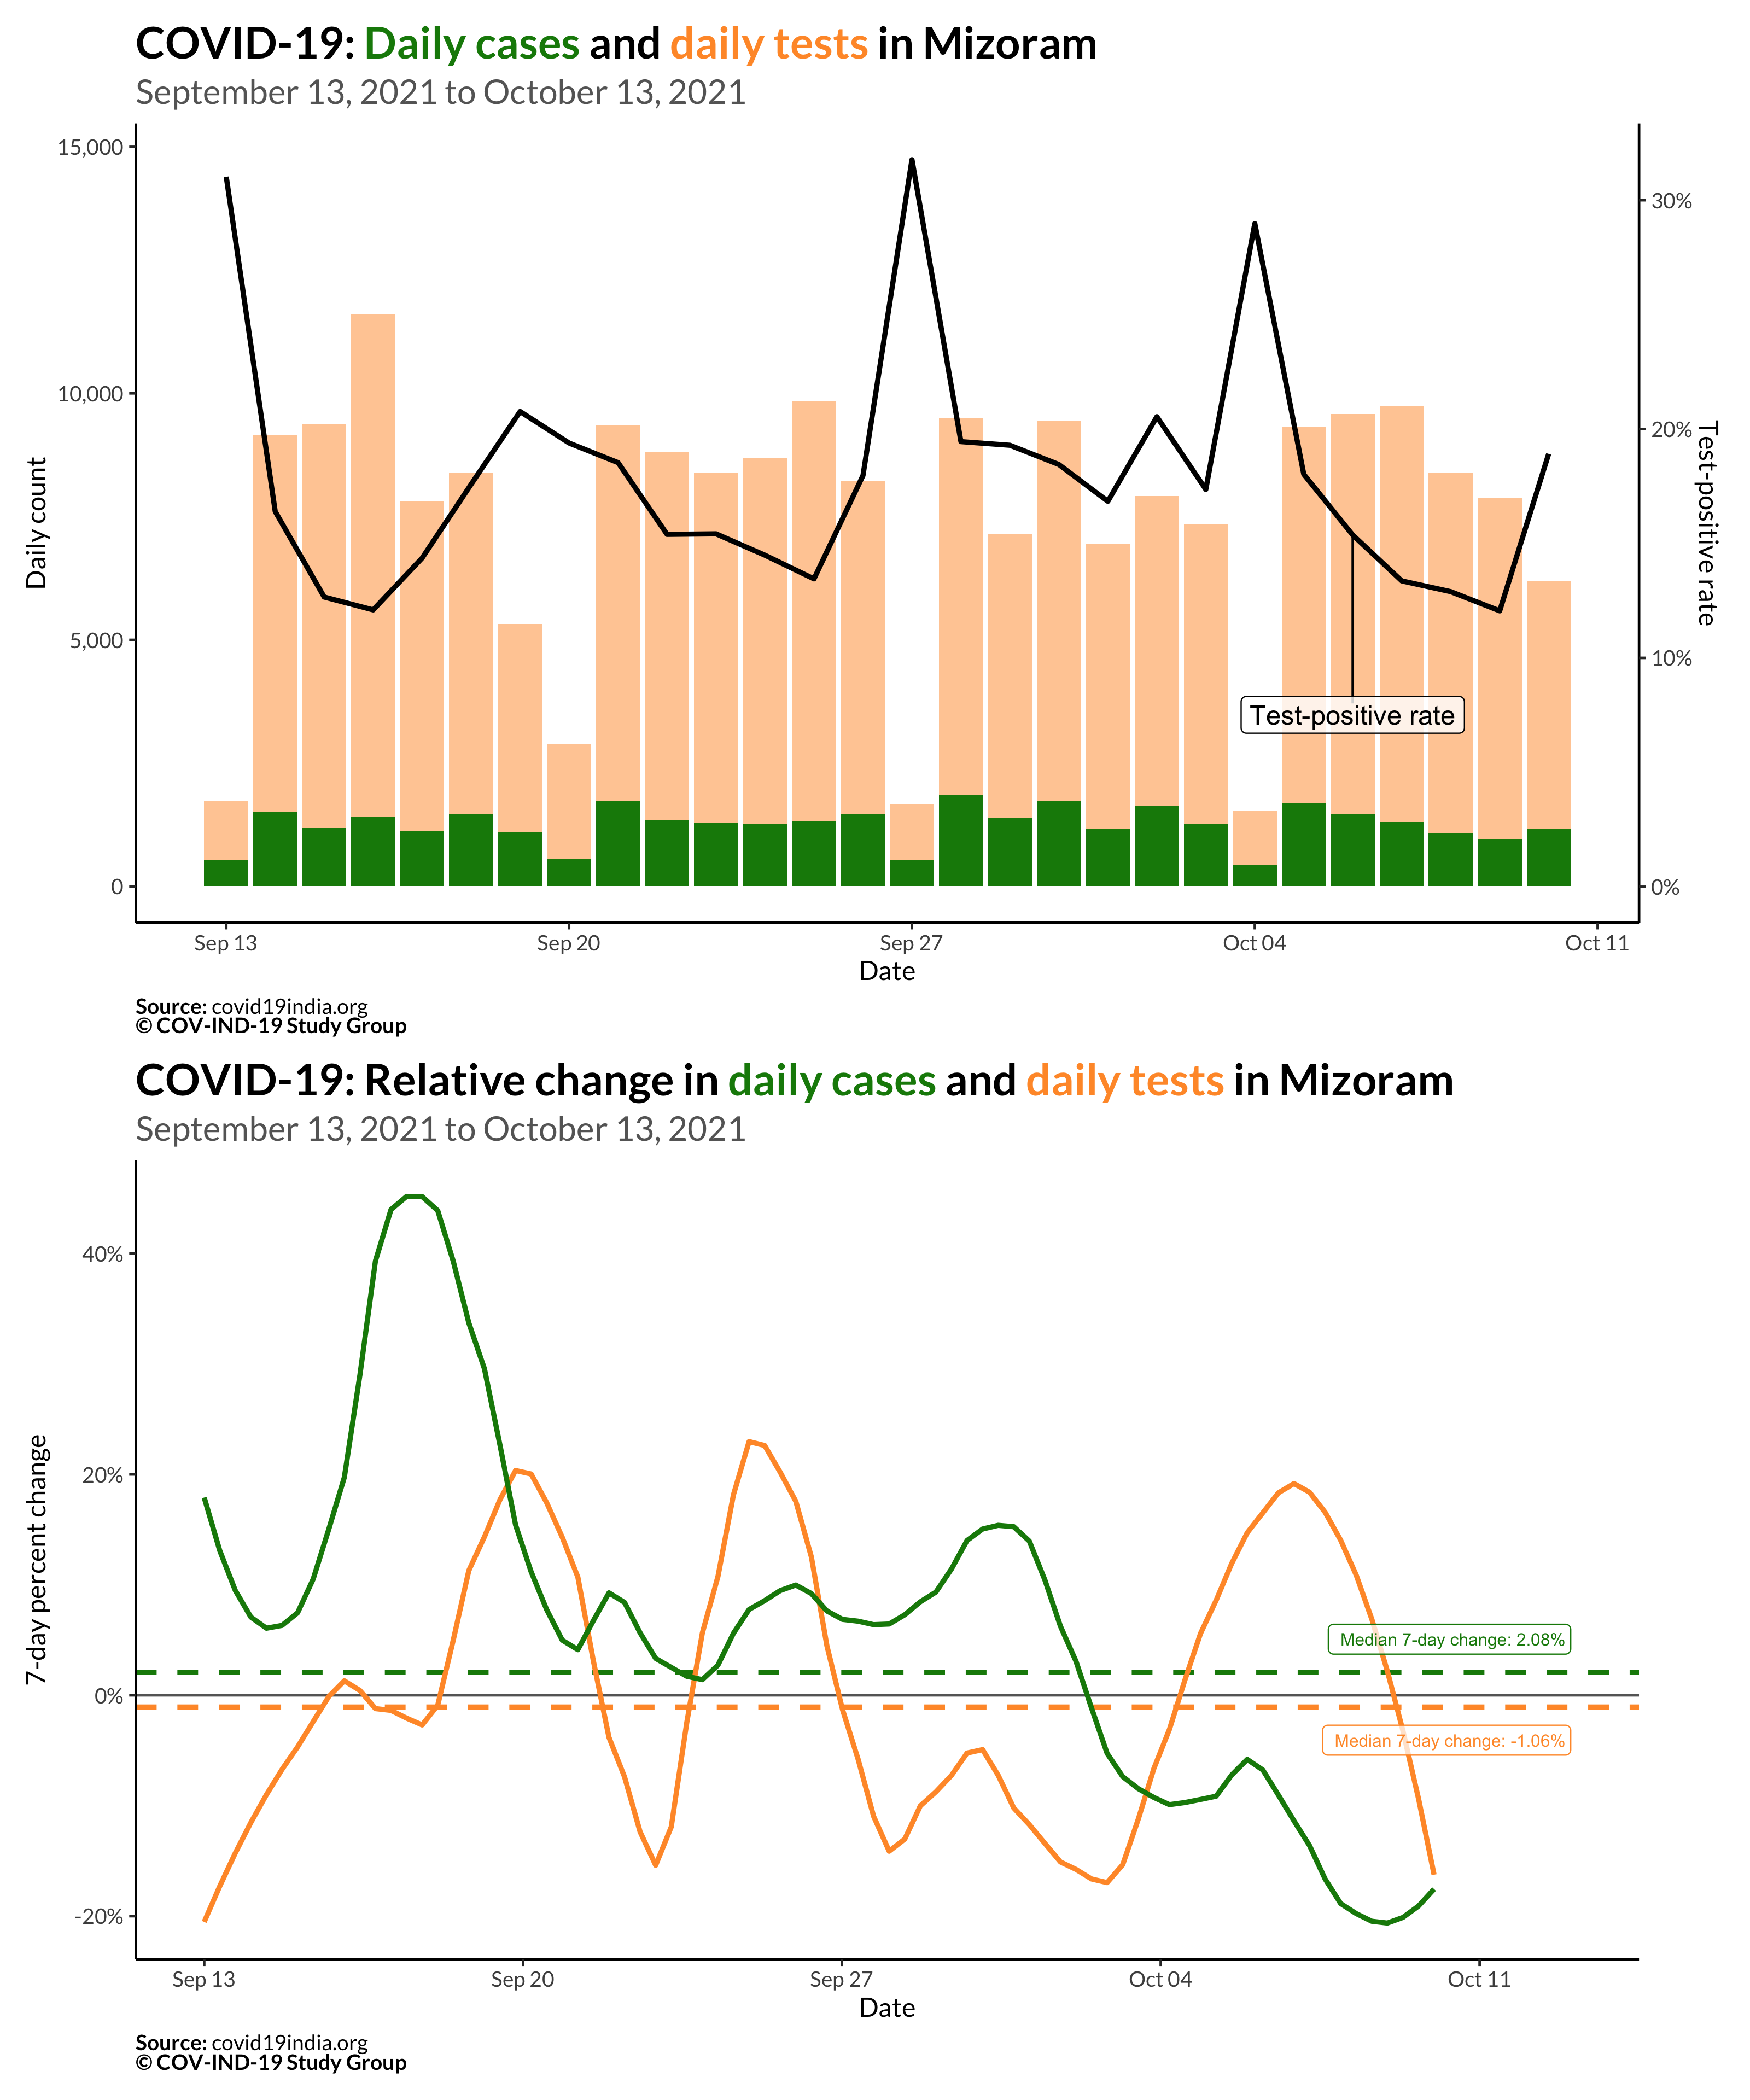 COVID-19: Daily cases and daily tests in Mizoram
September 13, 2021 to October 13, 2021
15,000
10,000
5,000
0
Daily count
30%
20%
10%
0%
Test-positive rate
Test-positive rate
Sep 13 Sep 20 Sep 27 Oct 04 Oct 11
Date
Source: covid19india.org
© COV-IND-19 Study Group
COVID-19: Relative change in daily cases and daily tests in Mizoram
September 13, 2021 to October 13, 2021
40%
20%
0%
-20%
7-day percent change
Median 7-day change: 2.08%
Median 7-day change: -1.06%
Sep 13 Sep 20 Sep 27 Oct 04 Oct 11
Date
Source: covid19india.org
© COV-IND-19 Study Group